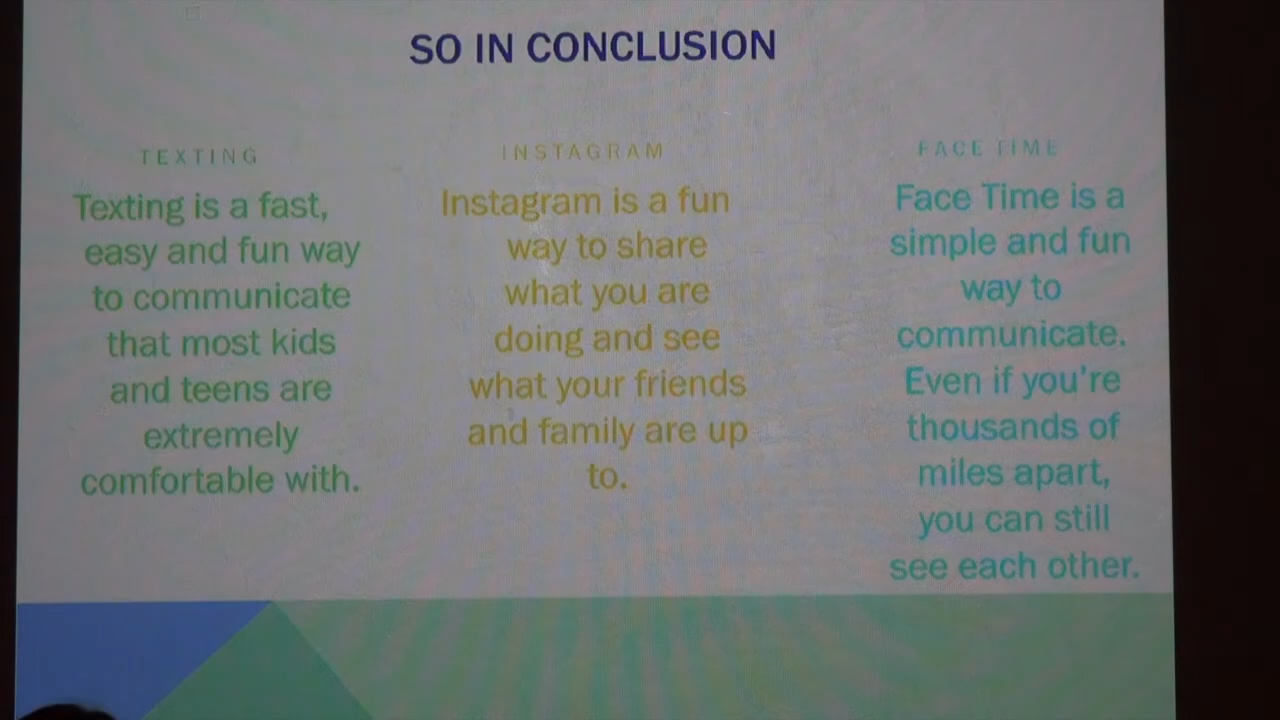 SO IN CONCLUSION
TEXTING
Texting is a fast,
easy and fun way
to communicate
that most kids
and teens are
extremely
comfortable with.
INSTAGRAM
Instagram is a fun
way to share
what you are
doing and see
what your friends
and family are up
to.
FACE TIME
Face Time is a
simple and fun
way to
communicate.
Even if you're
thousands of
miles apart,
you can still
see each other.